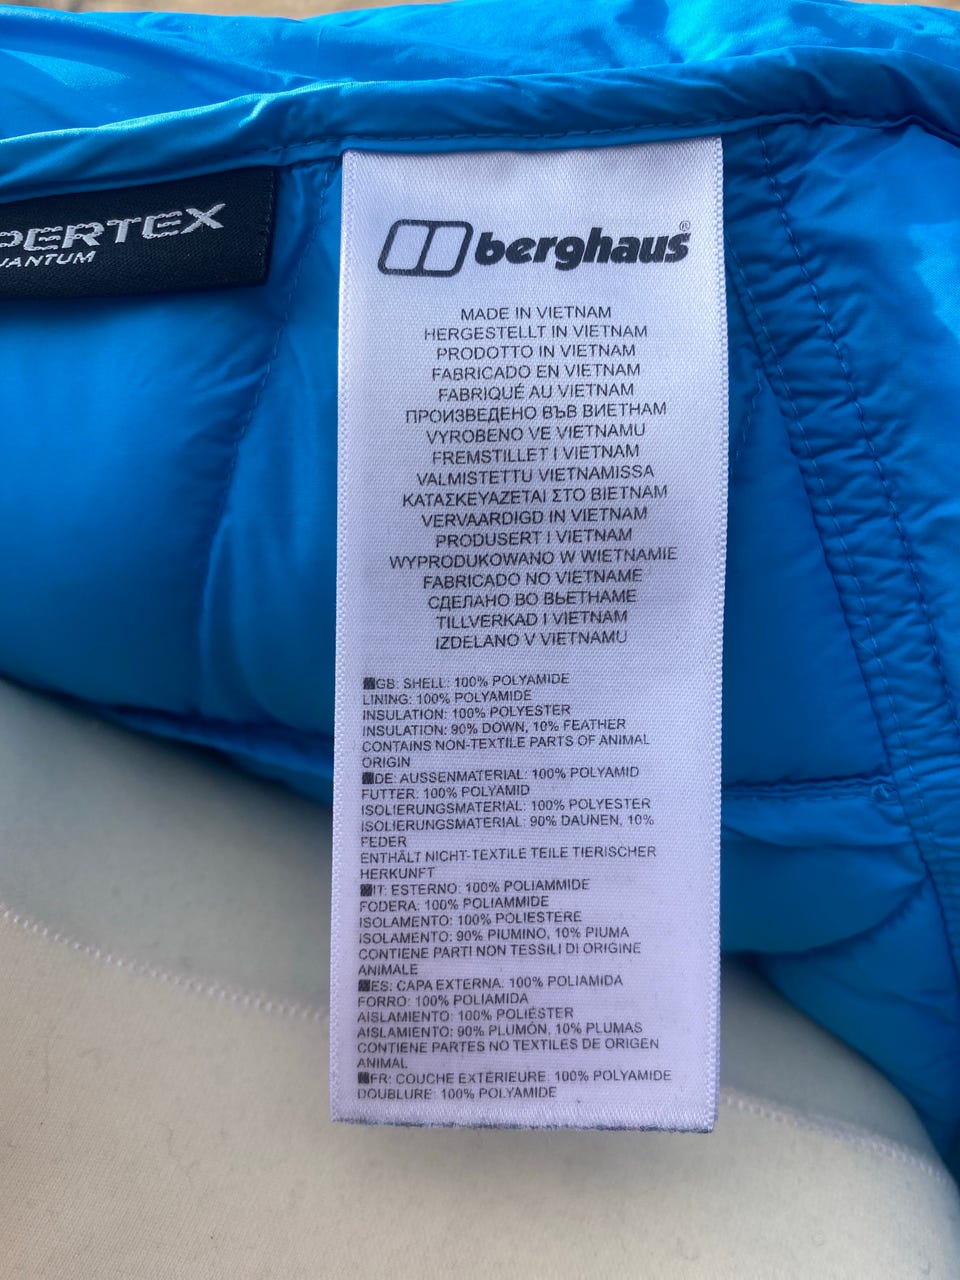 PERTEX
QUANTUM
berghaus®
MADE IN VIETNAM
HERGESTELLT IN VIETNAM
PRODOTTO IN VIETNAM
FABRICADO EN VIETNAM
FABRIQUÉ AU VIETNAM
ПРОИЗВЕДЕНО ВЪВ ВИЕТНАМ
VYROBENO VE VIETNAMU
FREMSTILLET I VIETNAM
VALMISTETTU VIETNAMISSA
ΚΑΤΑΣΚΕΥΑΖΕΤΑΙ ΣΤΟ ΒΙΕΤΝΑΜ
VERVAARDIGD IN VIETNAM
PRODUSERT I VIETNAM
WYPRODUKOWANO W WIETNAMIE
FABRICADO NO VIETNAME
СДЕЛАНО ВО ВЬЕТНАМЕ
TILLVERKAD I VIETNAM
IZDELANO V VIETNAMU
GB: SHELL: 100% POLYAMIDE
LINING: 100% POLYAMIDE
INSULATION: 100% POLYESTER
INSULATION: 90% DOWN, 10% FEATHER
CONTAINS NON-TEXTILE PARTS OF ANIMAL
ORIGIN
DE: AUSSENMATERIAL: 100% POLYAMID
FUTTER: 100% POLYAMID
ISOLIERUNGSMATERIAL: 100% POLYESTER
ISOLIERUNGSMATERIAL: 90% DAUNEN, 10%
FEDER
ENTHÄLT NICHT-TEXTILE TEILE TIERISCHER
HERKUNFT
IT: ESTERNO: 100% POLIAMMIDE
FODERA: 100% POLIAMMIDE
ISOLAMENTO: 100% POLIESTERE
ISOLAMENTO: 90% PIUMINO, 10% PIUMA
CONTIENE PARTI NON TESSILI DI ORIGINE
ANIMALE
ES: CAPA EXTERNA: 100% POLIAMIDA
FORRO: 100% POLIAMIDA
AISLAMIENTO: 100% POLIÉSTER
AISLAMIENTO: 90% PLUMÓN, 10% PLUMAS
CONTIENE PARTES NO TEXTILES DE ORIGEN
ANIMAL
FR: COUCHE EXTÉRIEURE: 100% POLYAMIDE
DOUBLURE: 100% POLYAMIDE